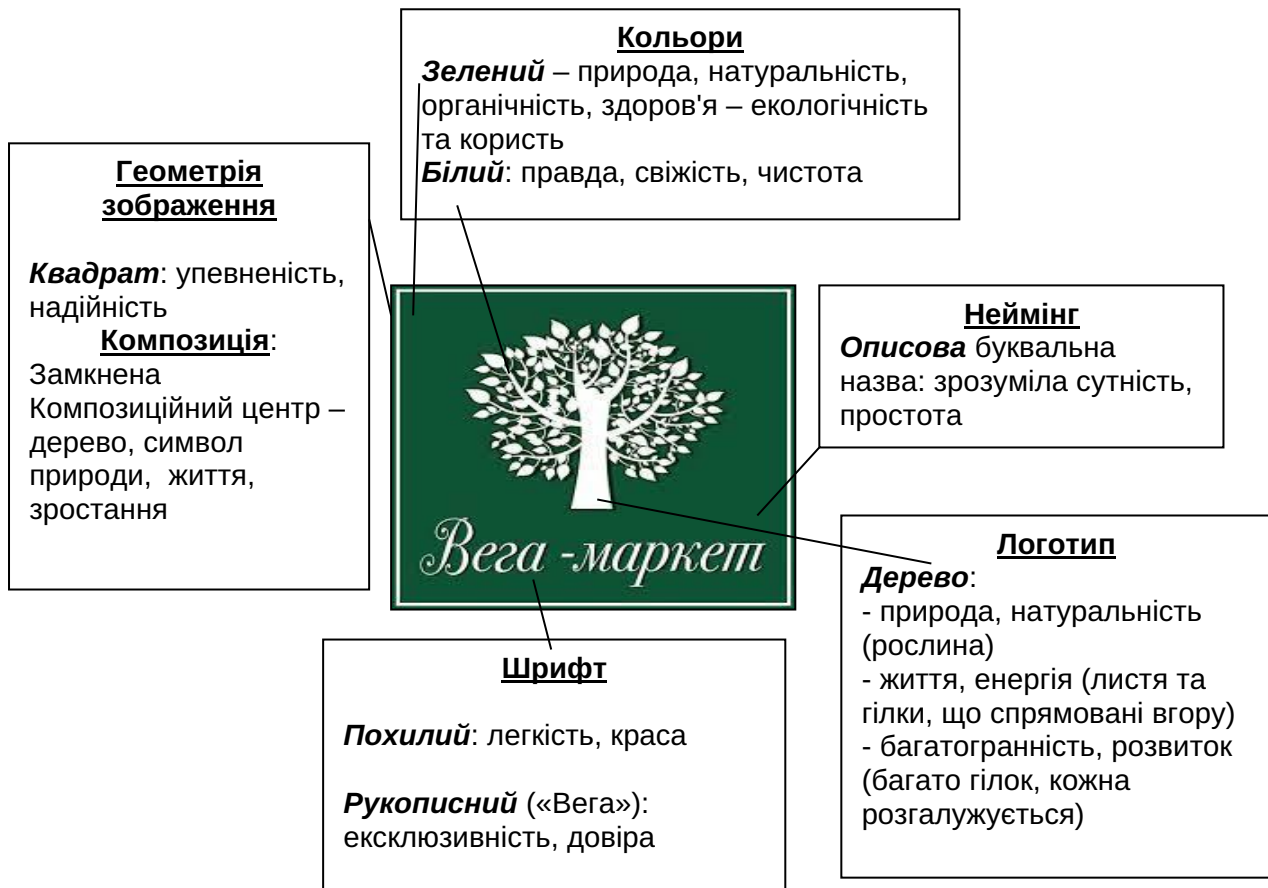 Кольори
Зелений – природа, натуральність,
органічність, здоров'я – екологічність
та користь
Білий: правда, свіжість, чистота
Геометрія
зображення
Квадрат: упевненість,
надійність
Композиція:
Замкнена
Композиційний центр –
дерево, символ
природи, життя,
зростання
Неймінг
Описова буквальна
назва: зрозуміла сутність,
простота
Вега -маркет
Логотип
Дерево:
- природа, натуральність
(рослина)
- життя, енергія (листя та
гілки, що спрямовані вгору)
- багатогранність, розвиток
(багато гілок, кожна
розгалужується)
Шрифт
Похилий: легкість, краса
Рукописний («Вега»):
ексклюзивність, довіра